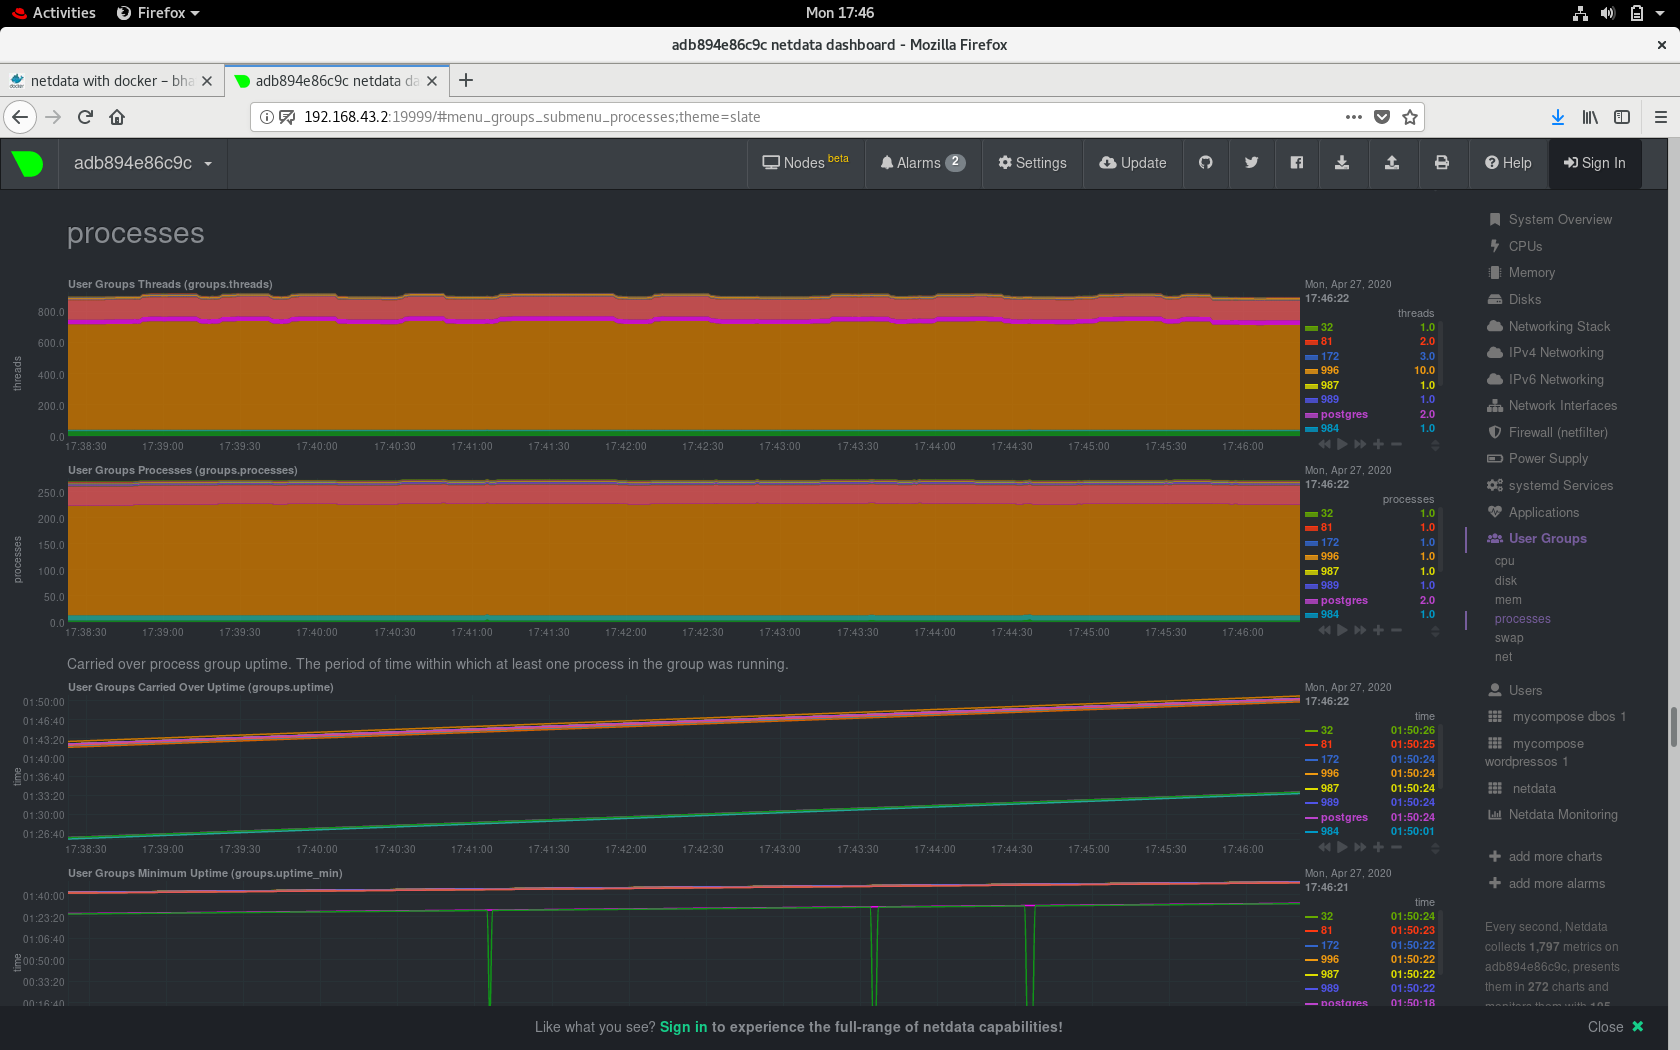 Activities Firefox Mon 17:46
adb894e86c9c netdata dashboard - Mozilla Firefox
netdata with docker – bha adb894e86c9c netdata da
192.168.43.2:19999/#menu_groups_submenu_processes;theme=slate
adb894e86c9c Nodes beta Alarms 2 Settings Update Help Sign In
processes
User Groups Threads (groups.threads)
threads
800.0
600.0
400.0
200.0
0.0
17:38:30 17:39:00 17:39:30 17:40:00 17:40:30 17:41:00 17:41:30 17:42:00 17:42:30 17:43:00 17:43:30 17:44:00 17:44:30 17:45:00 17:45:30 17:46:00
Mon, Apr 27, 2020
17:46:22
threads
32 1.0
81 2.0
172 3.0
996 10.0
987 1.0
989 1.0
postgres 2.0
984 1.0
User Groups Processes (groups.processes)
processes
250.0
200.0
150.0
100.0
50.0
0.0
17:38:30 17:39:00 17:39:30 17:40:00 17:40:30 17:41:00 17:41:30 17:42:00 17:42:30 17:43:00 17:43:30 17:44:00 17:44:30 17:45:00 17:45:30 17:46:00
Mon, Apr 27, 2020
17:46:22
processes
32 1.0
81 1.0
172 1.0
996 1.0
987 1.0
989 1.0
postgres 2.0
984 1.0
Carried over process group uptime. The period of time within which at least one process in the group was running.
User Groups Carried Over Uptime (groups.uptime)
time
01:50:00
01:46:40
01:43:20
01:40:00
01:36:40
01:33:20
01:30:00
01:26:40
17:38:30 17:39:00 17:39:30 17:40:00 17:40:30 17:41:00 17:41:30 17:42:00 17:42:30 17:43:00 17:43:30 17:44:00 17:44:30 17:45:00 17:45:30 17:46:00
Mon, Apr 27, 2020
17:46:22
time
32 01:50:26
81 01:50:25
172 01:50:24
996 01:50:24
987 01:50:24
989 01:50:24
postgres 01:50:24
984 01:50:01
User Groups Minimum Uptime (groups.uptime_min)
time
01:40:00
01:23:20
01:06:40
00:50:00
00:33:20
00:16:40
Mon, Apr 27, 2020
17:46:21
time
32 01:50:24
81 01:50:23
172 01:50:22
996 01:50:22
987 01:50:22
989 01:50:22
postgres 01:50:18
System Overview
CPUs
Memory
Disks
Networking Stack
IPv4 Networking
IPv6 Networking
Network Interfaces
Firewall (netfilter)
Power Supply
systemd Services
Applications
User Groups
cpu
disk
mem
processes
swap
net
Users
mycompose dbos 1
mycompose
wordpressos 1
netdata
Netdata Monitoring
add more charts
add more alarms
Every second, Netdata
collects 1,797 metrics on
adb894e86c9c, presents
them in 272 charts and
monitors them with
Like what you see? Sign in to experience the full-range of netdata capabilities!
Close